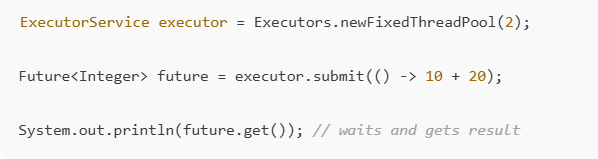 ExecutorService executor = Executors.newFixedThreadPool(2);
Future<Integer> future = executor.submit(() -> 10 + 20);
System.out.println(future.get()); // waits and gets result